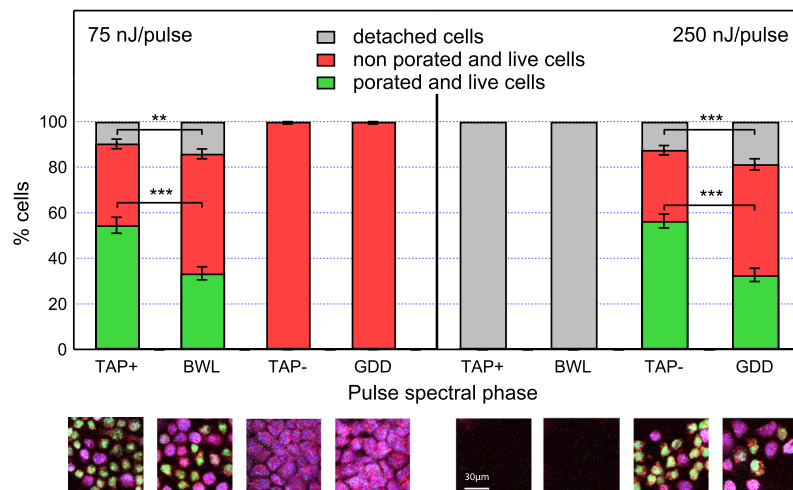 75 nJ/pulse
250 nJ/pulse
detached cells
non porated and live cells
porated and live cells
% cells
100
80
60
40
20
0
**
***
***
***
TAP+ BWL TAP- GDD TAP+ BWL TAP- GDD
Pulse spectral phase
30µm